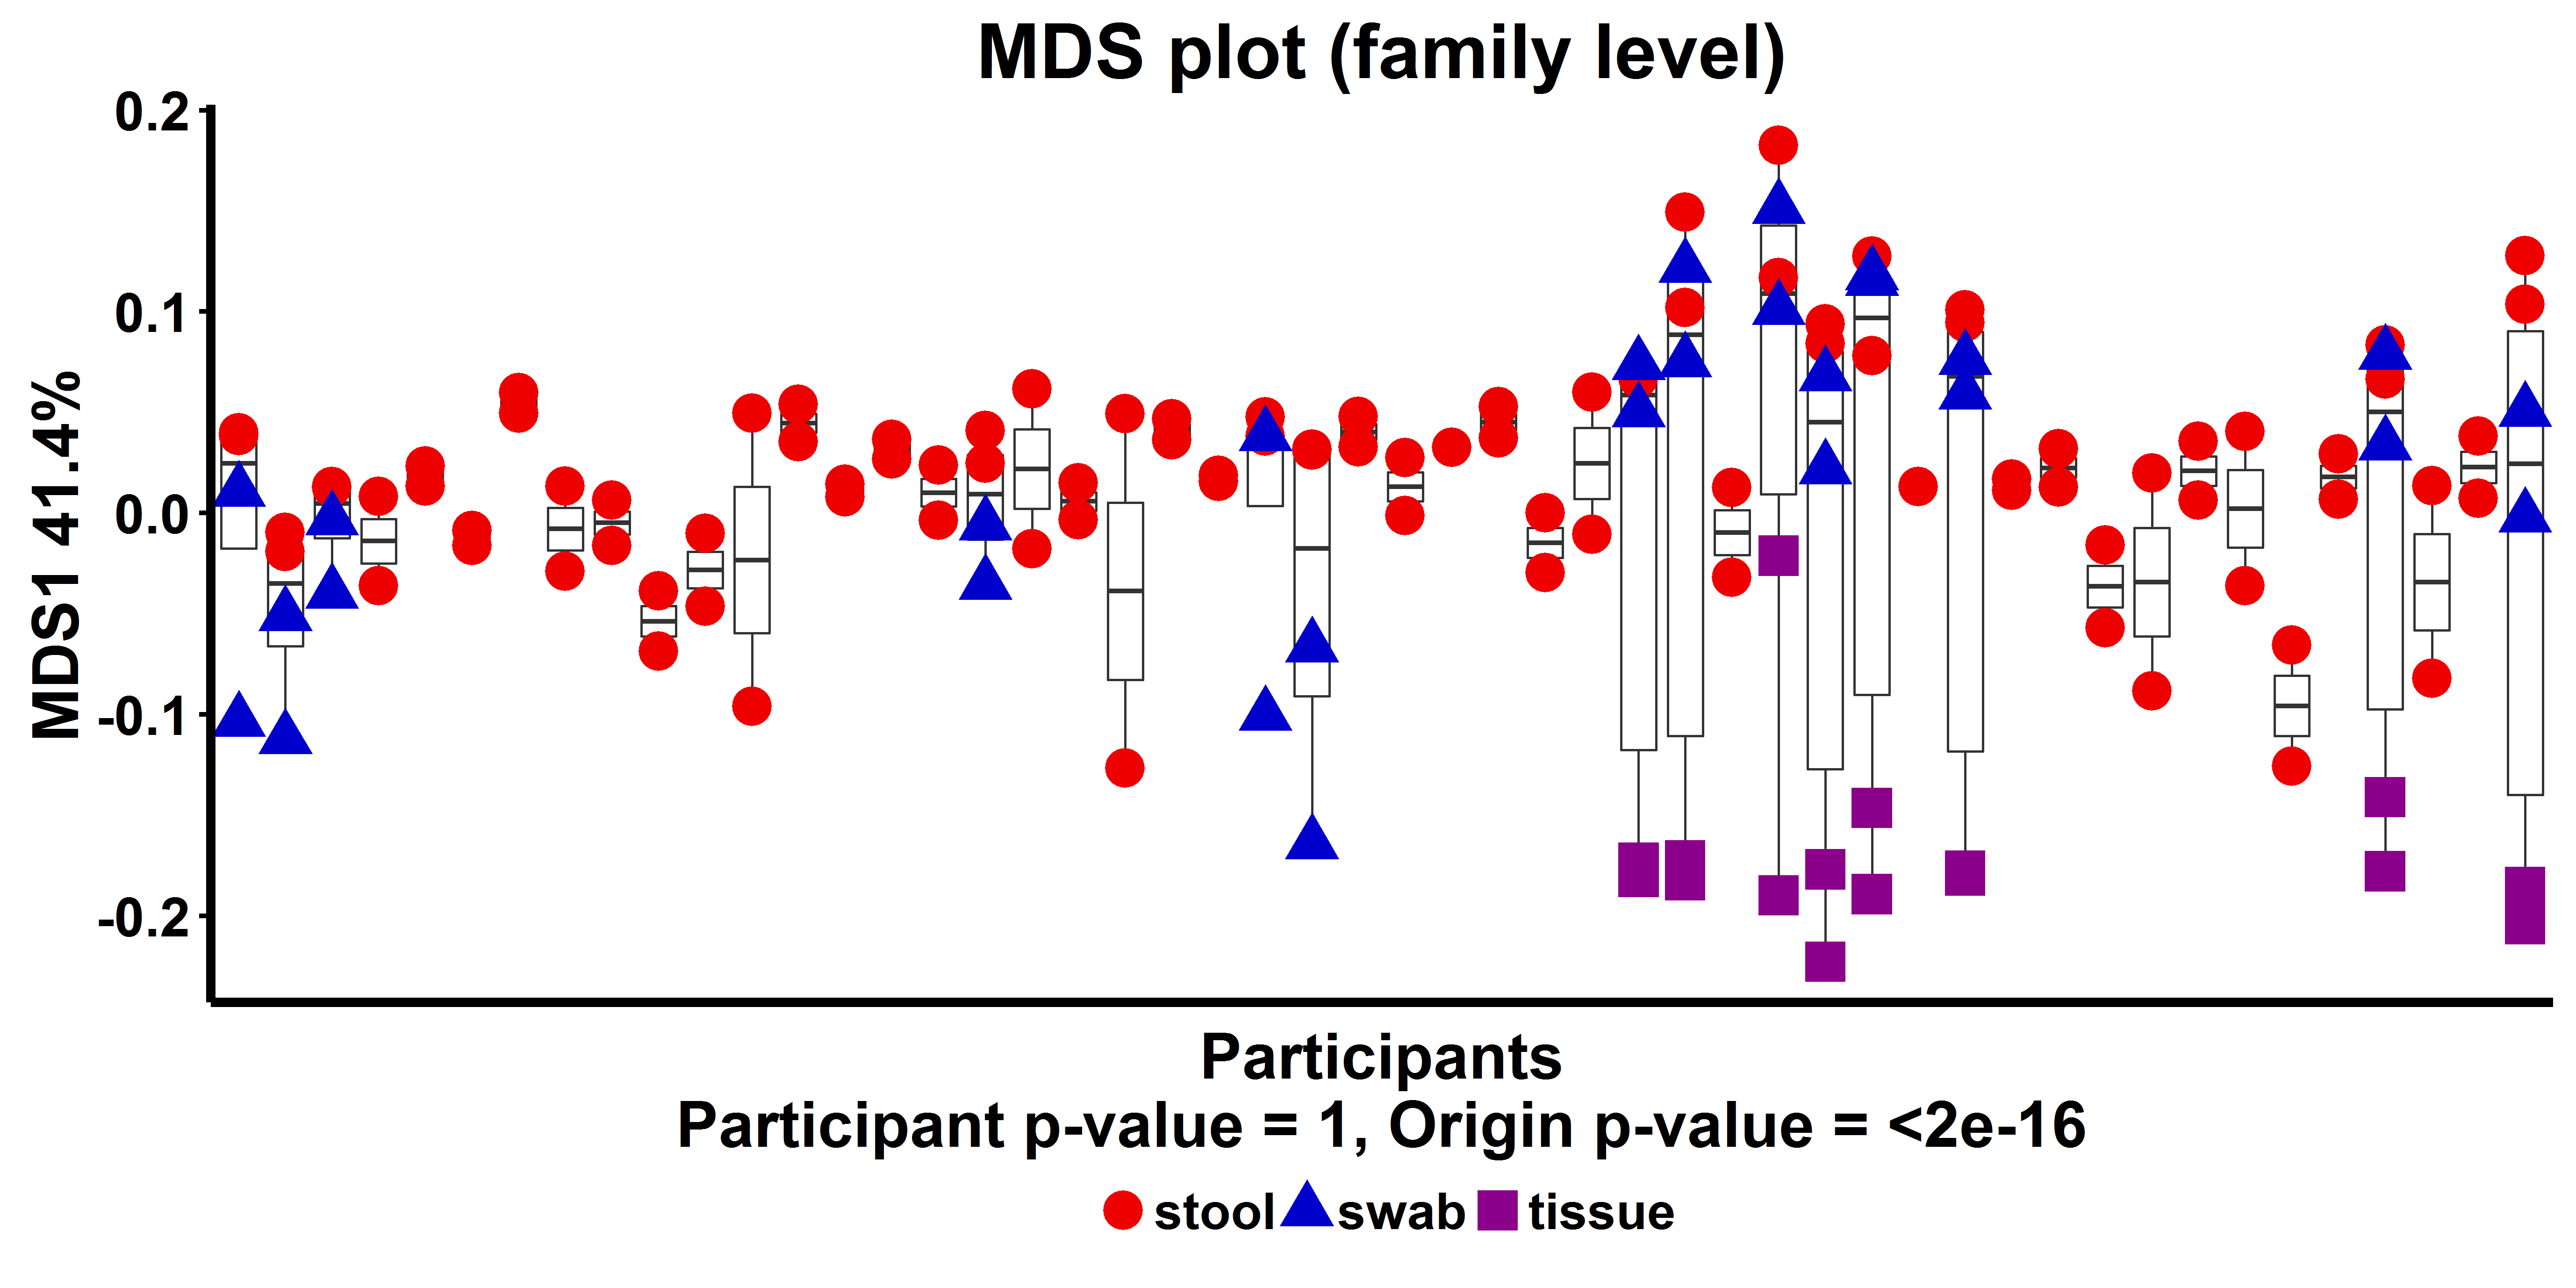 MDS plot (family level)
MDS1 41.4%
0.2
0.1
0.0
-0.1
-0.2
Participants
Participant p-value = 1, Origin p-value = <2e-16
stool swab tissue